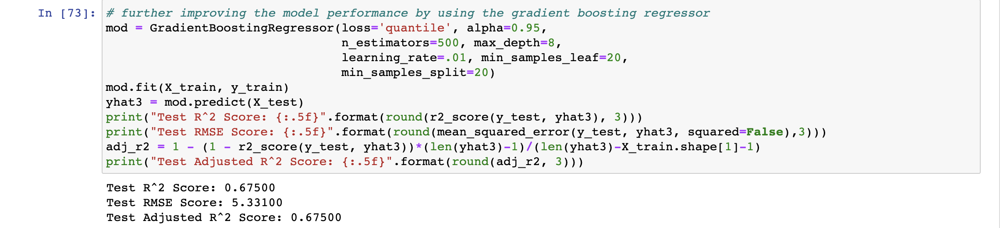 In [73]: # further improving the model performance by using the gradient boosting regressor
mod = GradientBoostingRegressor(loss='quantile', alpha=0.95,
n_estimators=500, max_depth=8,
learning_rate=.01, min_samples_leaf=20,
min_samples_split=20)
mod.fit(X_train, y_train)
yhat3 = mod.predict(X_test)
print("Test R^2 Score: {:.5f}".format(round(r2_score(y_test, yhat3), 3)))
print("Test RMSE Score: {:.5f}".format(round(mean_squared_error(y_test, yhat3, squared=False),3)))
adj_r2 = 1 - (1 - r2_score(y_test, yhat3))*(len(yhat3)-1)/(len(yhat3)-X_train.shape[1]-1)
print("Test Adjusted R^2 Score: {:.5f}".format(round(adj_r2, 3)))
Test R^2 Score: 0.67500
Test RMSE Score: 5.33100
Test Adjusted R^2 Score: 0.67500